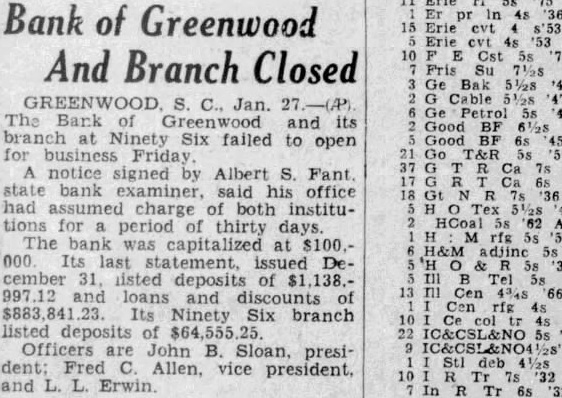 Bank of Greenwood
And Branch Closed
GREENWOOD, S. C., Jan. 27.—(AP).
The Bank of Greenwood and its
branch at Ninety Six failed to open
for business Friday.
A notice signed by Albert S. Fant,
state bank examiner, said his office
had assumed charge of both institu-
tions for a period of thirty days.
The bank was capitalized at $100,-
000. Its last statement, issued De-
cember 31, listed deposits of $1,138,-
997.12 and loans and discounts of
$883,841.23. Its Ninety Six branch
listed deposits of $64,555.25.
Officers are John B. Sloan, presi-
dent; Fred C. Allen, vice president,
and L. L. Erwin.
1 Er pr ln 4s '36
15 Erie cvt 4 s'53
5 Erie cvt 4s '53
10 F E Cst 5s '7
7 Fris Su 7½s
3 Ge Bak 5½s '4
2 G Cable 5½s '47
6 Ge Petrol 5s '4
2 Good BF 6½s
5 Good BF 6s '45
21 Go T&R 5s '5
37 G T R Ca 7s
17 G R T Ca 6s
18 Gt N R 7s '36
5 H O Tex 5½s '4
2 HCoal 5s '62 A
1 H : M rfg 5s '5
6 H&M adjinc 5s
5 H O & R 5s '3
5 Ill B Tel 5s
13 Ill Cen 4¾s '66
1 I Cen rfg 4s
10 I Ce col tr 4s
22 IC&CSL&NO 5s '
9 IC&CSL&NO4½s'
1 I Stl deb 4½s
10 I R Tr 7s '32
7 In R Tr 6s '3